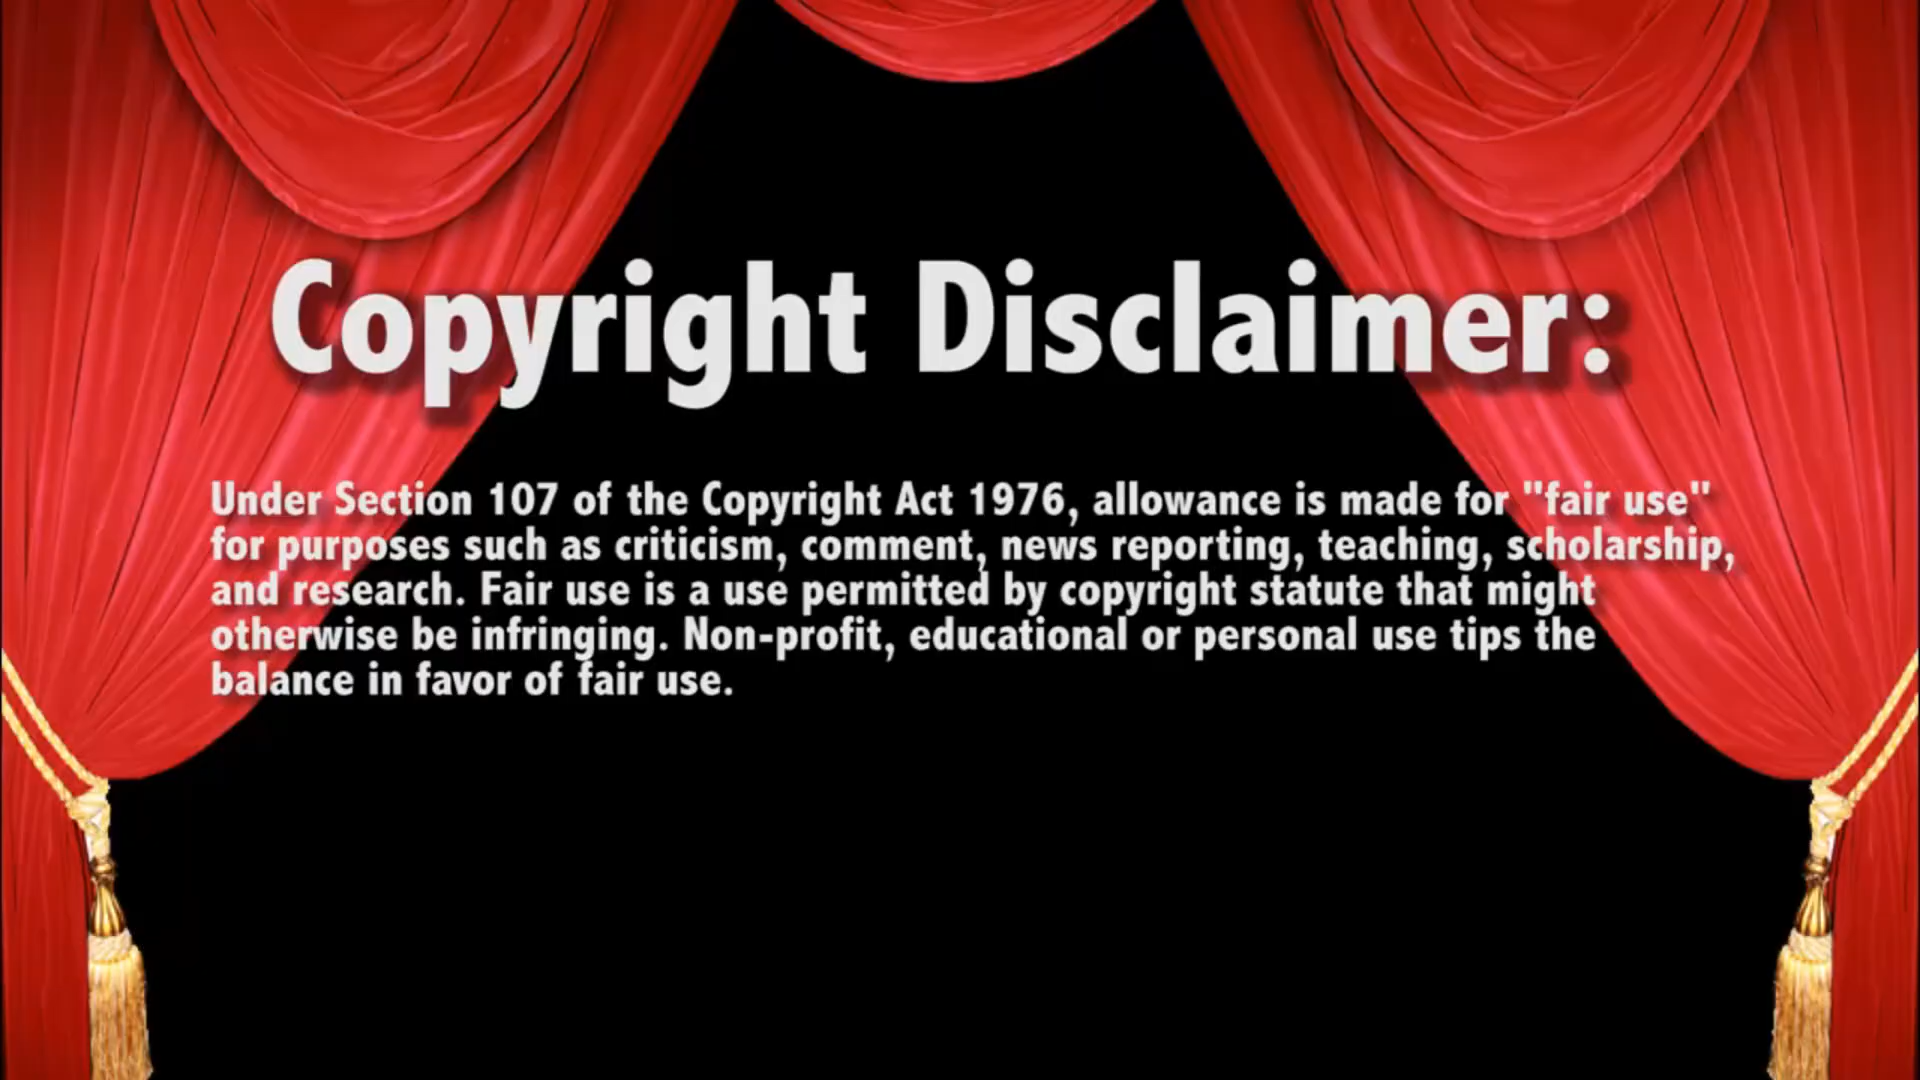 Copyright Disclaimer:
Under Section 107 of the Copyright Act 1976, allowance is made for "fair use"
for purposes such as criticism, comment, news reporting, teaching, scholarship,
and research. Fair use is a use permitted by copyright statute that might
otherwise be infringing. Non-profit, educational or personal use tips the
balance in favor of fair use.